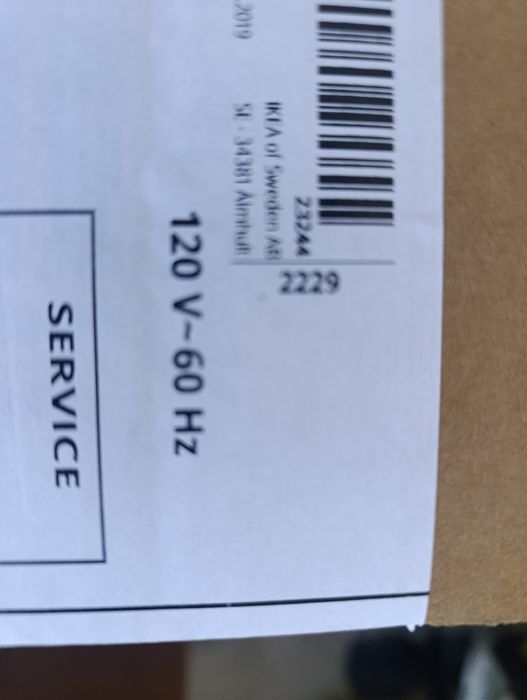 23244
2229
IKEA of Sweden AB
SE - 34381 Älmhult
2019
120 V~60 Hz
SERVICE